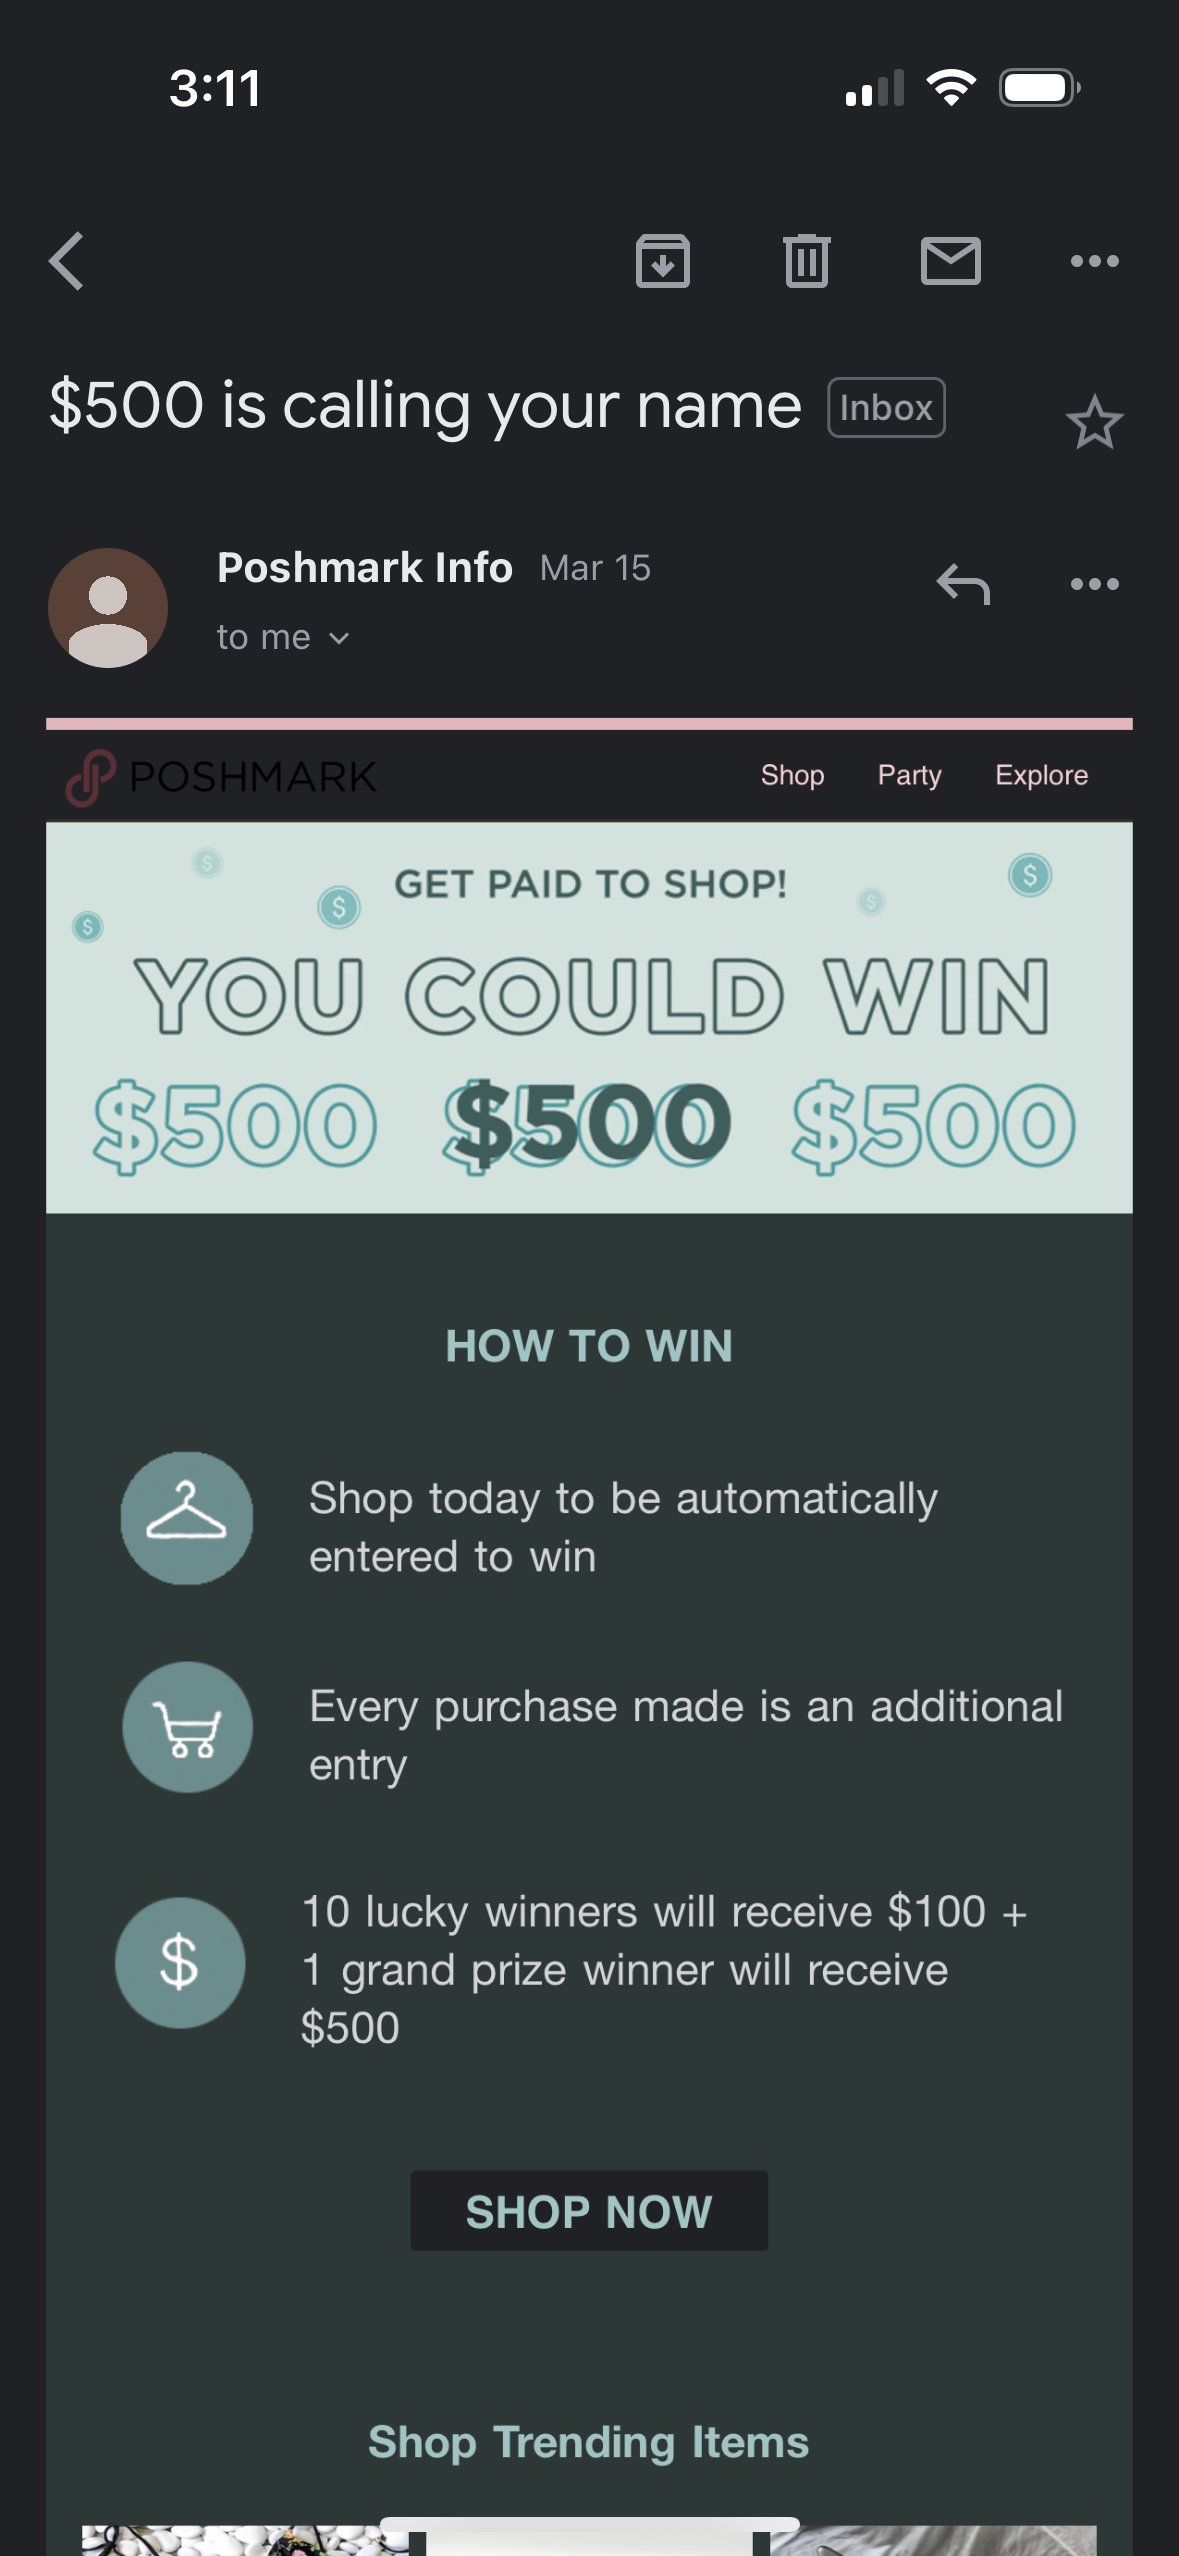 3:11
$500 is calling your name Inbox
Poshmark Info Mar 15
to me
POSHMARK Shop Party Explore
GET PAID TO SHOP!
YOU COULD WIN
$500 $500 $500
HOW TO WIN
Shop today to be automatically
entered to win
Every purchase made is an additional
entry
10 lucky winners will receive $100 +
1 grand prize winner will receive
$500
SHOP NOW
Shop Trending Items